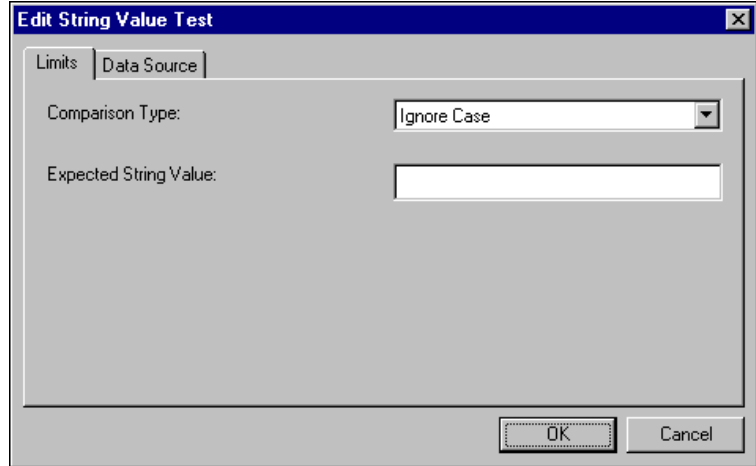 Edit String Value Test
Limits Data Source
Comparison Type: Ignore Case
Expected String Value:
OK Cancel